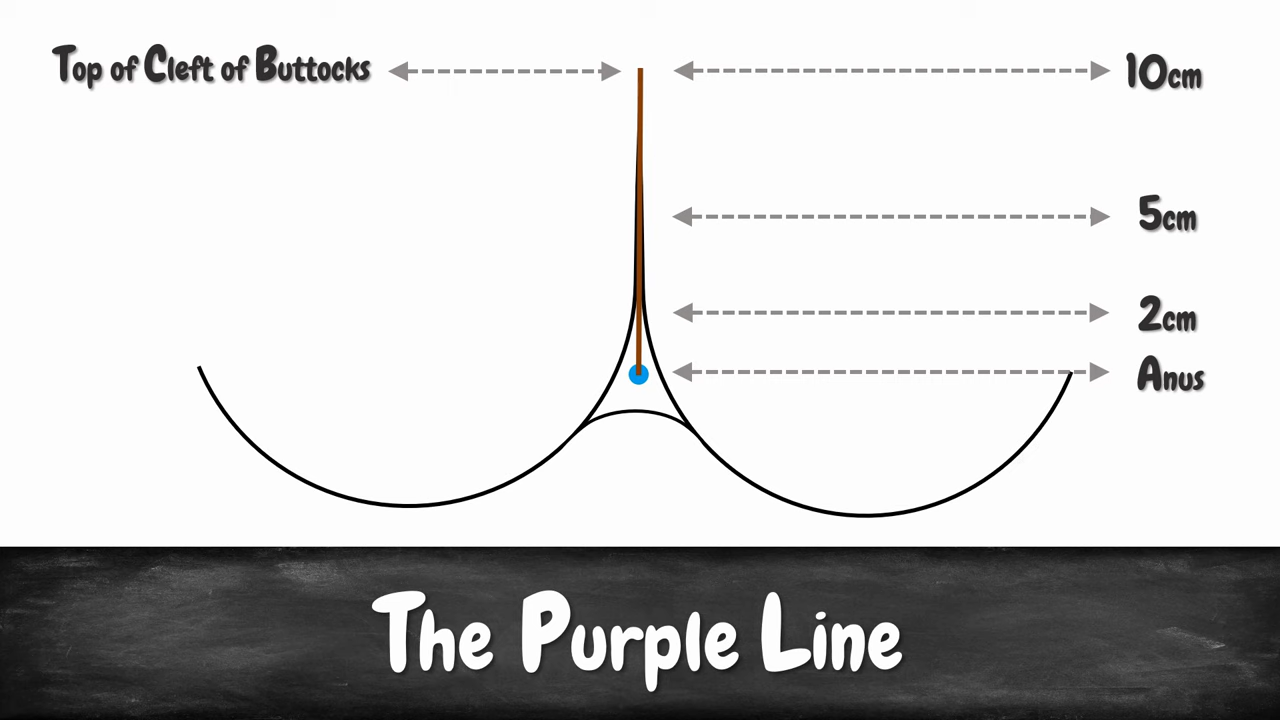 Top of Cleft of Buttocks
10cm
5cm
2cm
Anus
The Purple Line